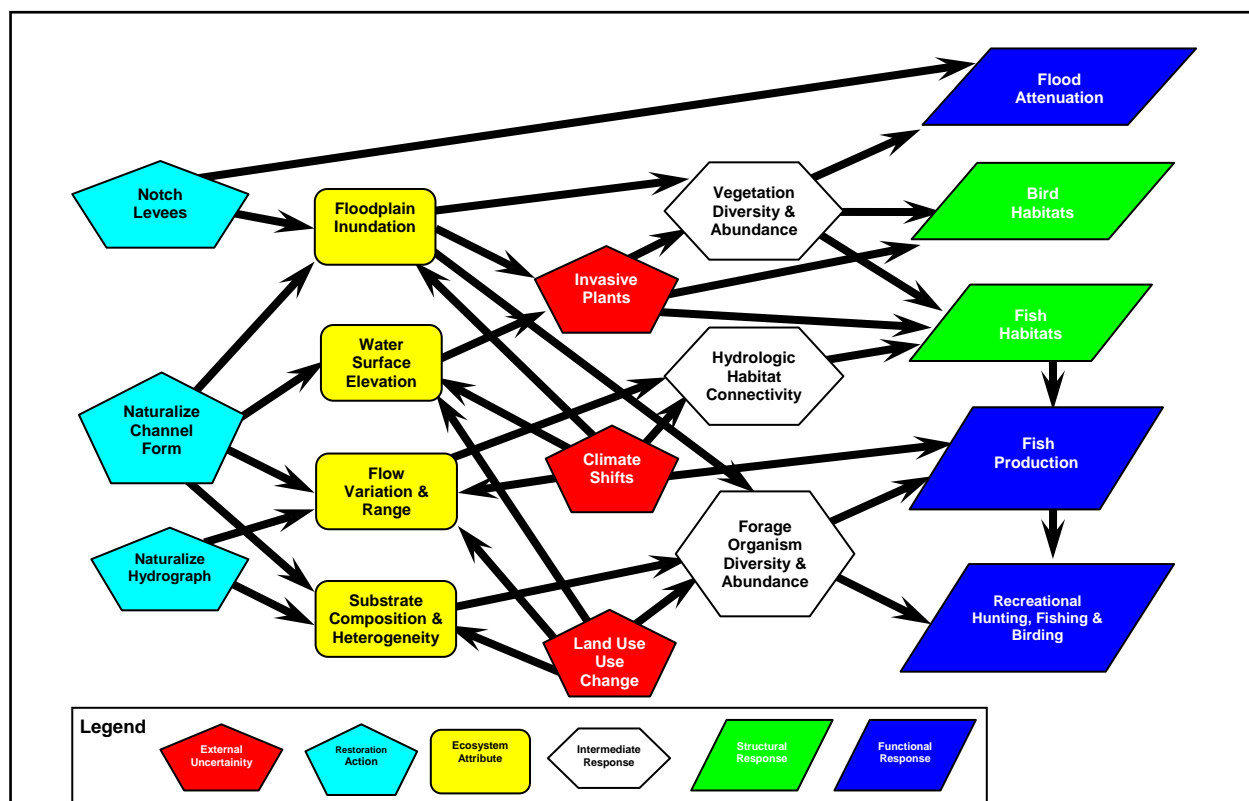 Flood
Attenuation
Notch
Levees
Vegetation
Diversity &
Abundance
Bird
Habitats
Floodplain
Inundation
Invasive
Plants
Fish
Habitats
Water
Surface
Elevation
Hydrologic
Habitat
Connectivity
Naturalize
Channel
Form
Climate
Shifts
Fish
Production
Flow
Variation &
Range
Forage
Organism
Diversity &
Abundance
Naturalize
Hydrograph
Substrate
Composition &
Heterogeneity
Land Use
Use
Change
Recreational
Hunting, Fishing &
Birding
Legend
External
Uncertainity
Restoration
Action
Ecosystem
Attribute
Intermediate
Response
Structural
Response
Functional
Response